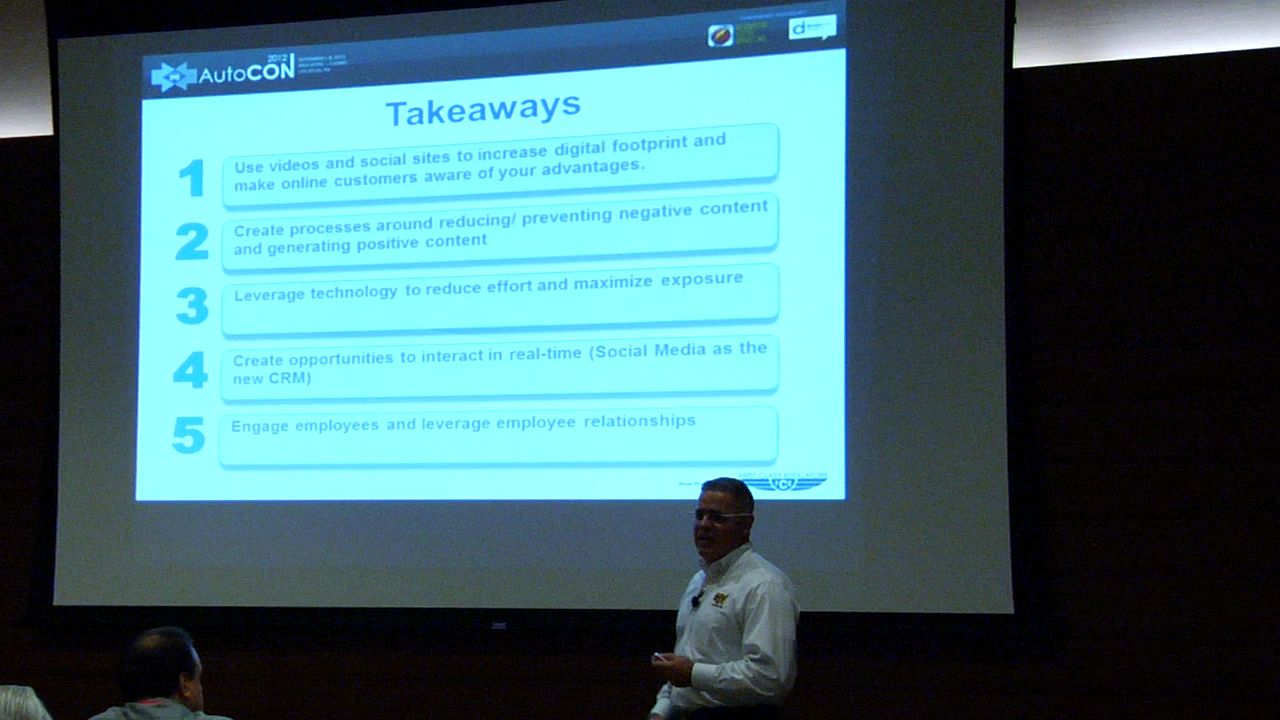 2012
AutoCON
Takeaways
1
Use videos and social sites to increase digital footprint and
make online customers aware of your advantages.
2
Create processes around reducing/ preventing negative content
and generating positive content
3
Leverage technology to reduce effort and maximize exposure
4
Create opportunities to interact in real-time (Social Media as the
new CRM)
5
Engage employees and leverage employee relationships